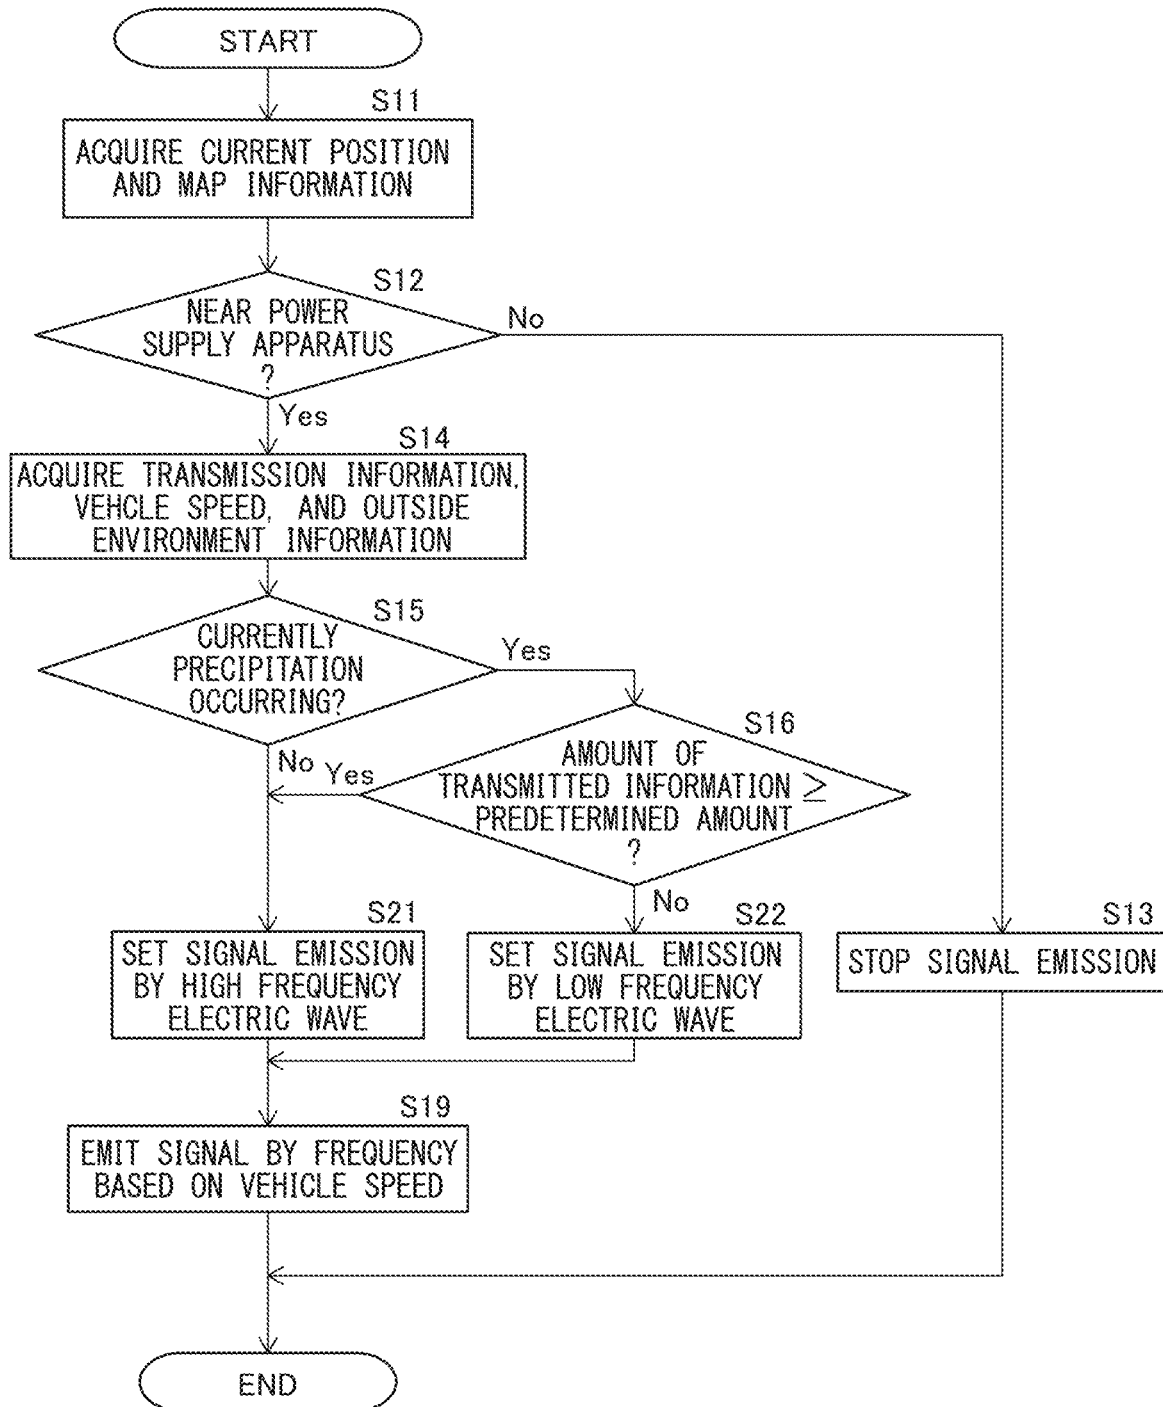 START
S11
ACQUIRE CURRENT POSITION
AND MAP INFORMATION
S12
NEAR POWER
SUPPLY APPARATUS
?
No
Yes
S14
ACQUIRE TRANSMISSION INFORMATION,
VEHCLE SPEED, AND OUTSIDE
ENVIRONMENT INFORMATION
S15
CURRENTLY
PRECIPITATION
OCCURRING?
Yes
No
S16
AMOUNT OF
TRANSMITTED INFORMATION ≥
PREDETERMINED AMOUNT
?
Yes
No
S21
SET SIGNAL EMISSION
BY HIGH FREQUENCY
ELECTRIC WAVE
S22
SET SIGNAL EMISSION
BY LOW FREQUENCY
ELECTRIC WAVE
S13
STOP SIGNAL EMISSION
S19
EMIT SIGNAL BY FREQUENCY
BASED ON VEHICLE SPEED
END